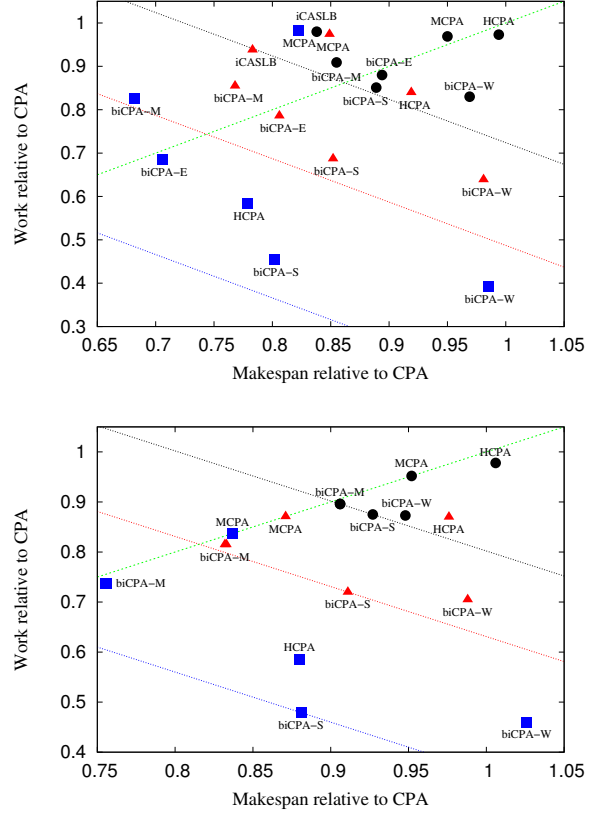 1
0.9
0.8
0.7
0.6
0.5
0.4
0.3
Work relative to CPA
iCASLB
MCPA
MCPA
MCPA
HCPA
iCASLB
biCPA-M
biCPA-E
biCPA-M
biCPA-S
HCPA
biCPA-W
biCPA-M
biCPA-E
biCPA-E
biCPA-S
biCPA-W
HCPA
biCPA-S
biCPA-W
0.65 0.7 0.75 0.8 0.85 0.9 0.95 1 1.05
Makespan relative to CPA
1
0.9
0.8
0.7
0.6
0.5
0.4
Work relative to CPA
HCPA
MCPA
biCPA-M
biCPA-W
biCPA-S
MCPA
MCPA
HCPA
biCPA-M
biCPA-M
biCPA-S
biCPA-W
HCPA
biCPA-S
biCPA-W
0.75 0.8 0.85 0.9 0.95 1 1.05
Makespan relative to CPA